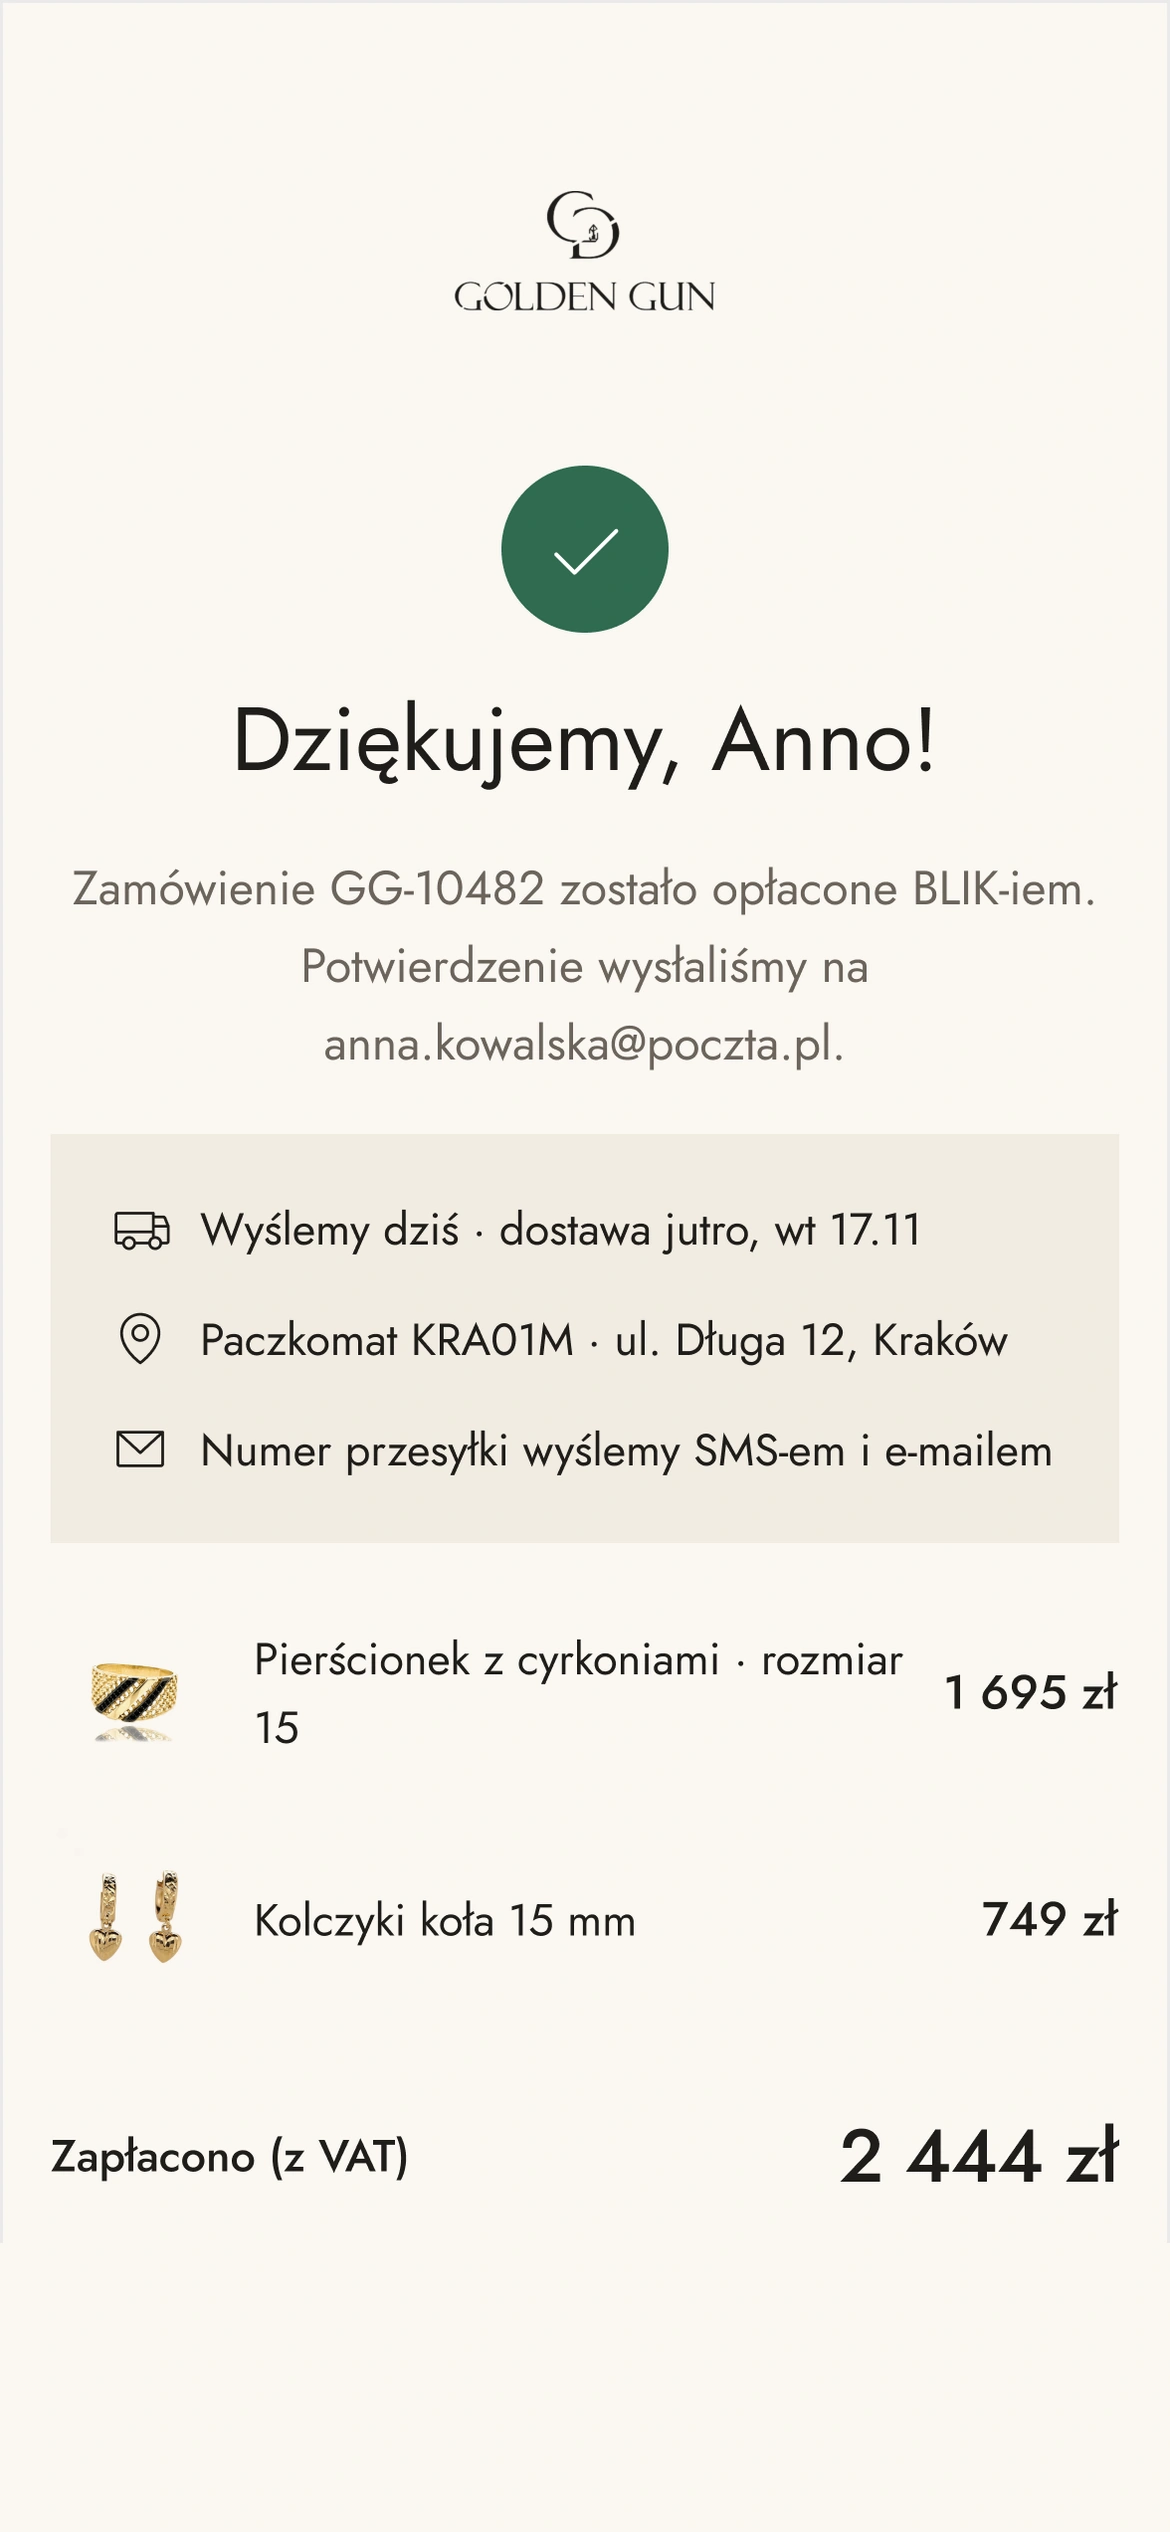 GOLDEN GUN
Dziękujemy, Anno!
Zamówienie GG-10482 zostało opłacone BLIK-iem.
Potwierdzenie wysłaliśmy na
anna.kowalska@poczta.pl.
Wyślemy dziś · dostawa jutro, wt 17.11
Paczkomat KRA01M · ul. Długa 12, Kraków
Numer przesyłki wyślemy SMS-em i e-mailem
Pierścionek z cyrkoniami · rozmiar
15
1 695 zł
Kolczyki koła 15 mm
749 zł
Zapłacono (z VAT)
2 444 zł